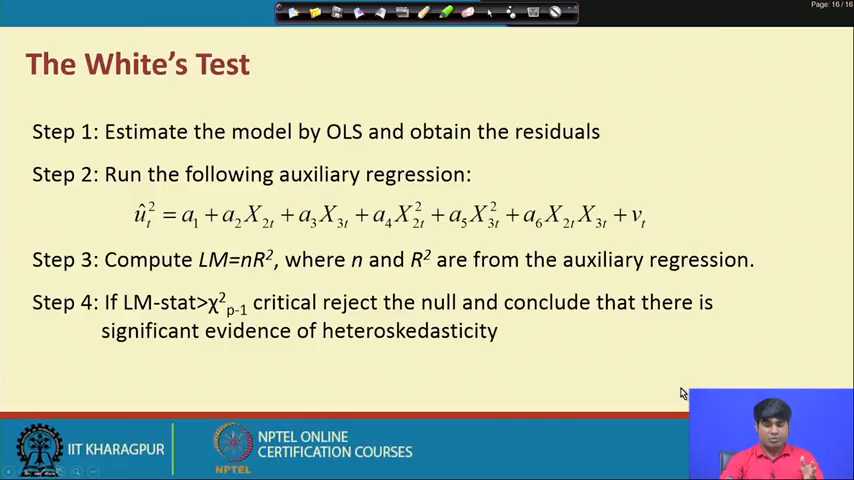 Page: 16 / 16
The White's Test
Step 1: Estimate the model by OLS and obtain the residuals
Step 2: Run the following auxiliary regression:
û²ₜ = a₁ + a₂X₂ₜ + a₃X₃ₜ + a₄X²₂ₜ + a₅X²₃ₜ + a₆X₂ₜX₃ₜ + vₜ
Step 3: Compute LM=nR², where n and R² are from the auxiliary regression.
Step 4: If LM-stat>χ²p-1 critical reject the null and conclude that there is
significant evidence of heteroskedasticity
IIT KHARAGPUR
NPTEL
NPTEL ONLINE
CERTIFICATION COURSES